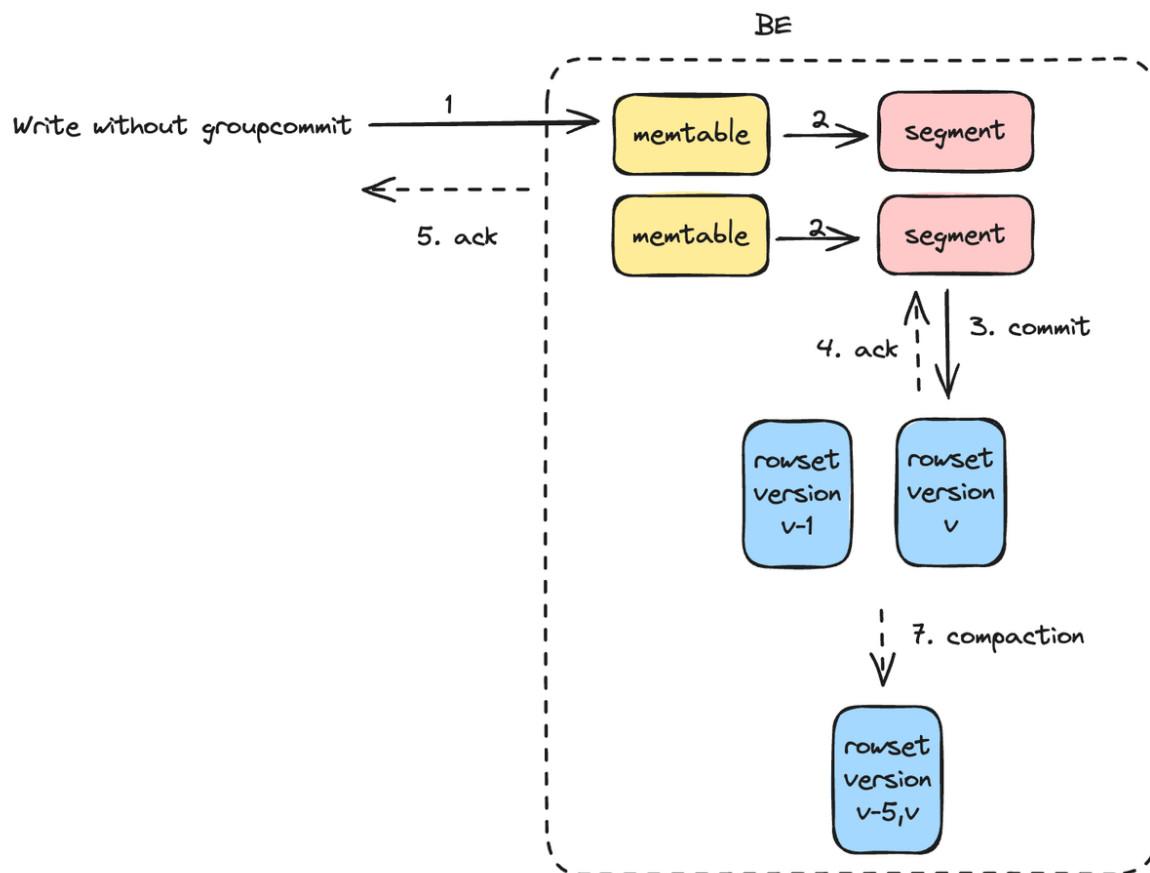 BE
Write without groupcommit
1
memtable
2
segment
5. ack
memtable
2
segment
4. ack
3. commit
rowset
version
v-1
rowset
version
v
7. compaction
rowset
version
v-5,v